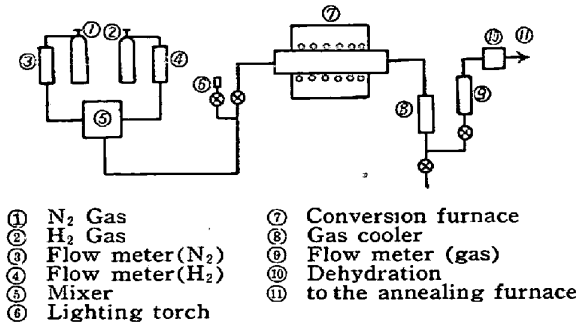 ① ② ⑦
③ ④ ⑥ ⑩ ⑪
⑤ ⑧ ⑨
① N₂ Gas
② H₂ Gas
③ Flow meter(N₂)
④ Flow meter(H₂)
⑤ Mixer
⑥ Lighting torch
⑦ Conversion furnace
⑧ Gas cooler
⑨ Flow meter (gas)
⑩ Dehydration
⑪ to the annealing furnace